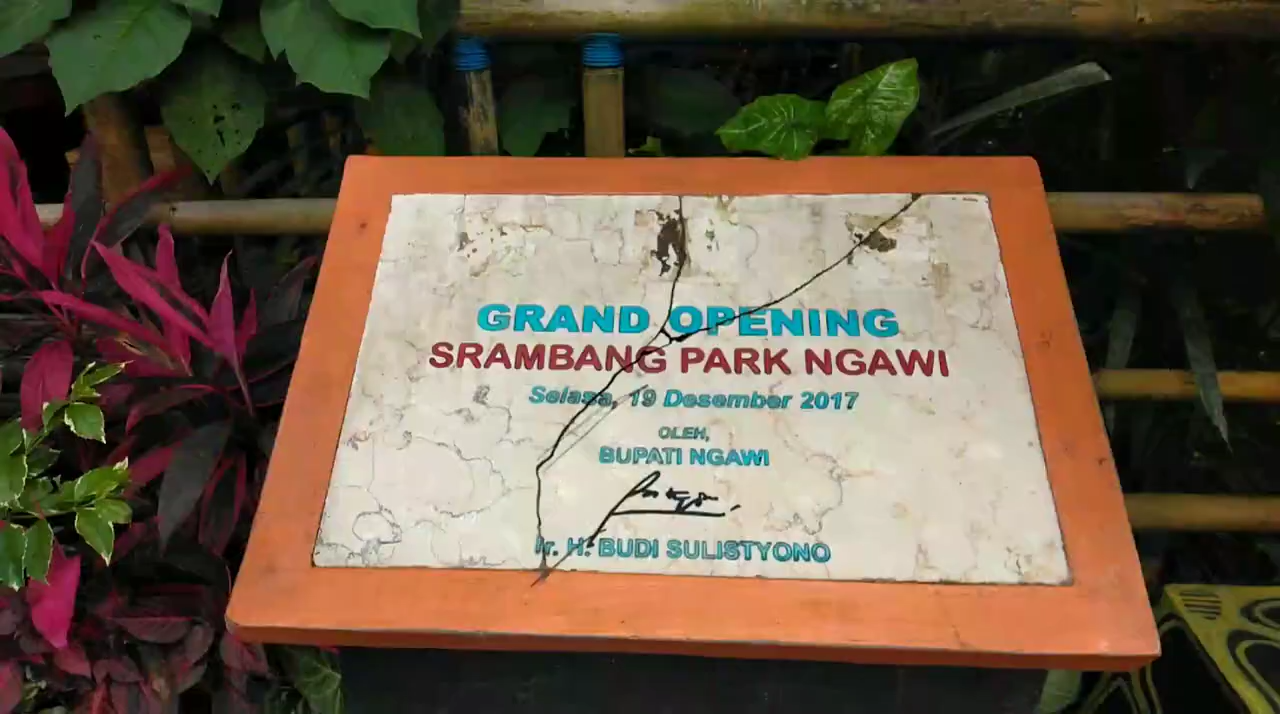 GRAND OPENING
SRAMBANG PARK NGAWI
Selasa, 19 Desember 2017
OLEH,
BUPATI NGAWI
Ir. H. BUDI SULISTYONO